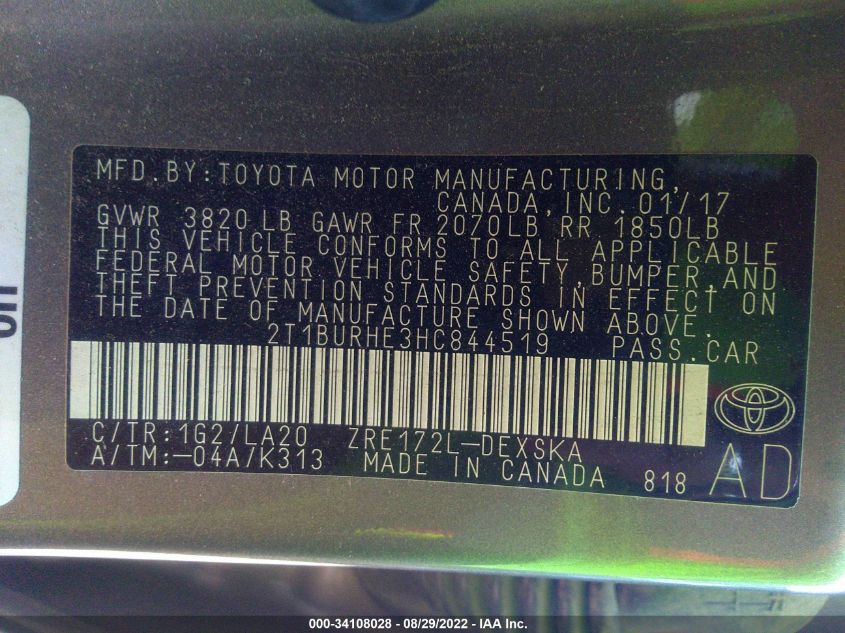 MFD.BY:TOYOTA MOTOR MANUFACTURING,
CANADA,INC.01/17
GVWR 3820 LB GAWR FR 2070LB RR 1850LB
THIS VEHICLE CONFORMS TO ALL APPLICABLE
FEDERAL MOTOR VEHICLE SAFETY,BUMPER,AND
THEFT PREVENTION STANDARDS IN EFFECT ON
THE DATE OF MANUFACTURE SHOWN ABOVE.
2T1BURHE3HC844519 PASS.CAR
C/TR:1G2/LA20 ZRE172L-DEXSKA
A/TM:-04A/K313 MADE IN CANADA 818 AD
000-34108028 - 08/29/2022 - IAA Inc.